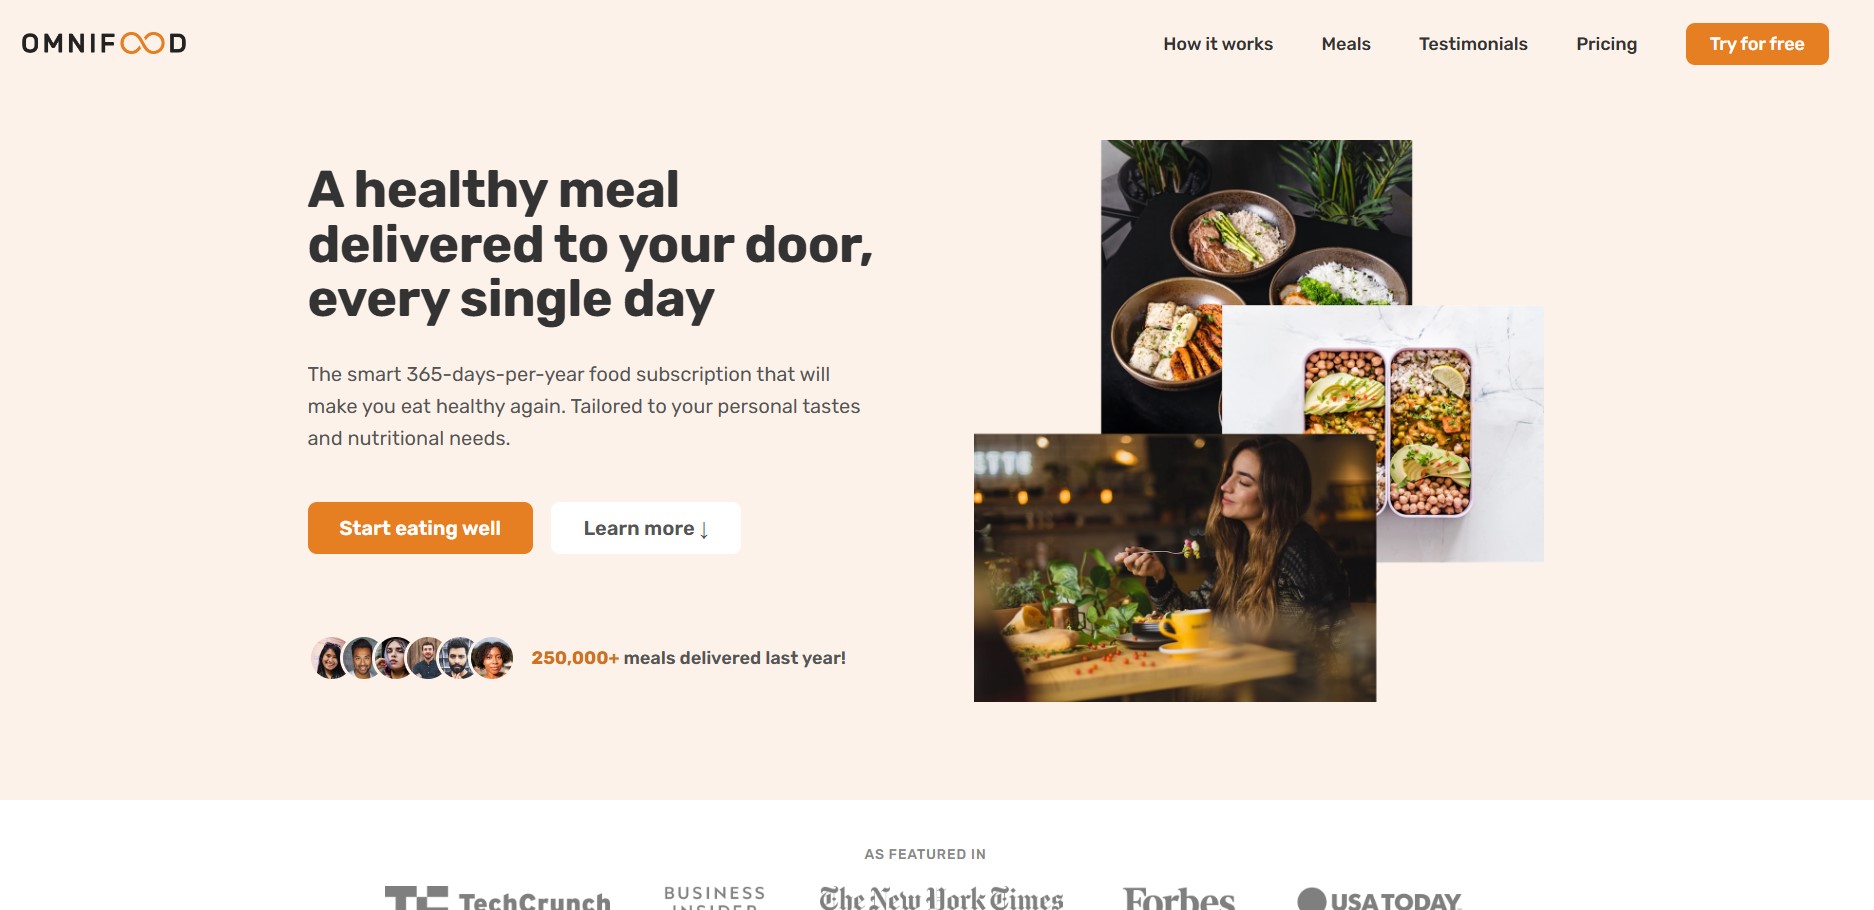 OMNIFOOD
How it works
Meals
Testimonials
Pricing
Try for free
A healthy meal
delivered to your door,
every single day
The smart 365-days-per-year food subscription that will
make you eat healthy again. Tailored to your personal tastes
and nutritional needs.
Start eating well
Learn more ↓
250,000+ meals delivered last year!
AS FEATURED IN
TechCrunch
BUSINESS
INSIDER
The New York Times
Forbes
USA TODAY